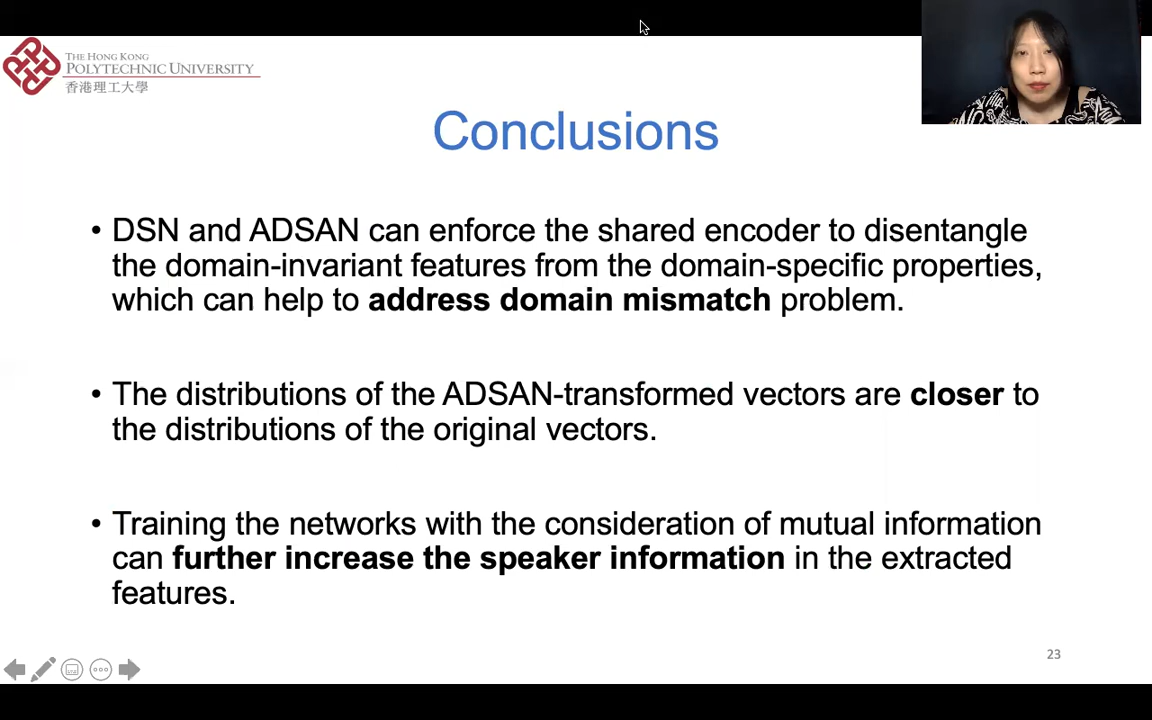 THE HONG KONG
POLYTECHNIC UNIVERSITY
香港理工大學
Conclusions
• DSN and ADSAN can enforce the shared encoder to disentangle
the domain-invariant features from the domain-specific properties,
which can help to address domain mismatch problem.
• The distributions of the ADSAN-transformed vectors are closer to
the distributions of the original vectors.
• Training the networks with the consideration of mutual information
can further increase the speaker information in the extracted
features.
23